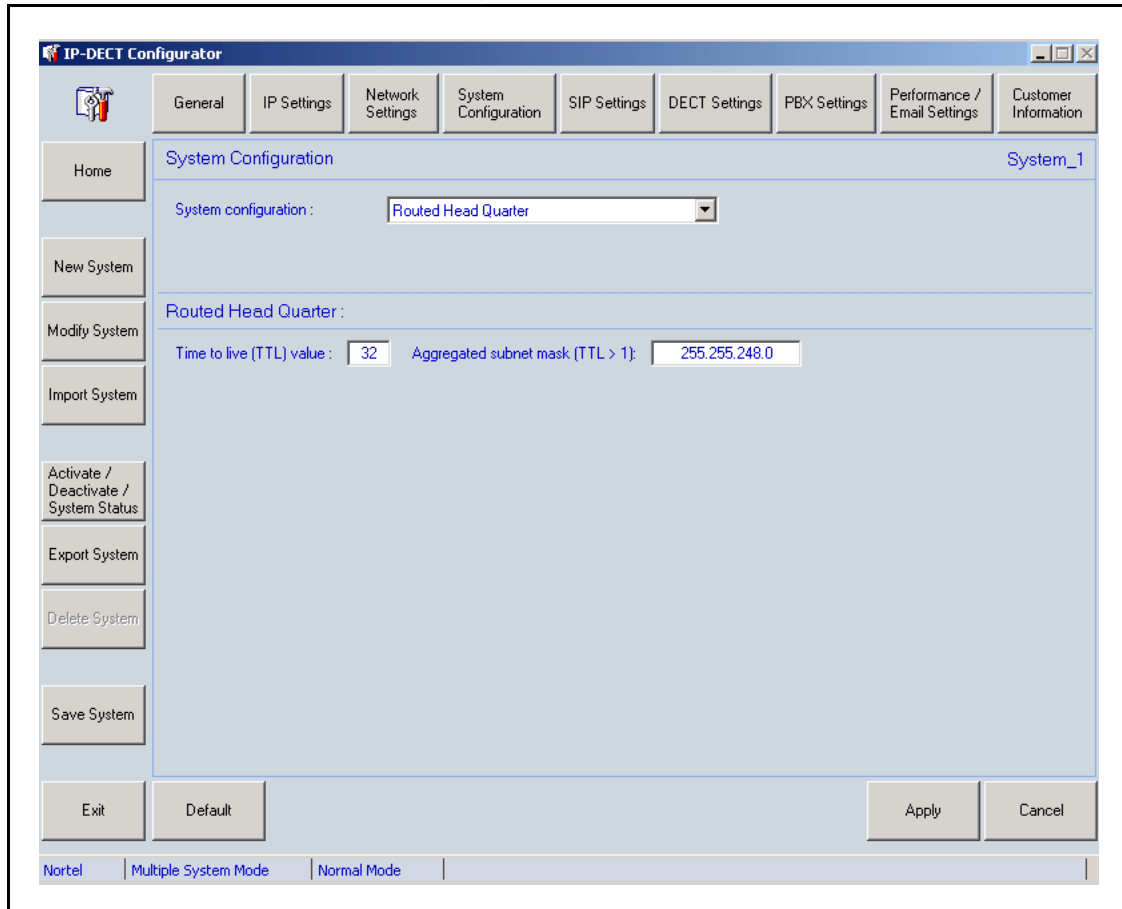 IP-DECT Configurator
General
IP Settings
Network
Settings
System
Configuration
SIP Settings
DECT Settings
PBX Settings
Performance /
Email Settings
Customer
Information
Home
New System
Modify System
Import System
Activate /
Deactivate /
System Status
Export System
Delete System
Save System
Exit
System Configuration
System_1
System configuration :
Routed Head Quarter
Routed Head Quarter :
Time to live (TTL) value : 32 Aggregated subnet mask (TTL > 1): 255.255.248.0
Default
Apply
Cancel
Nortel
Multiple System Mode
Normal Mode